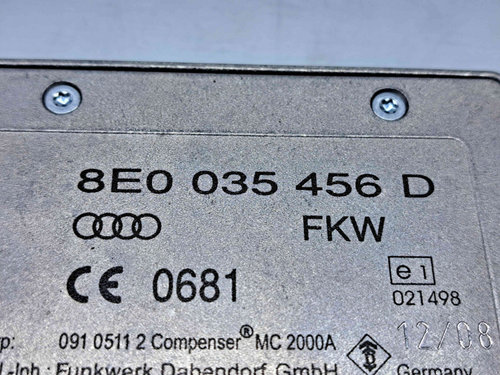 8E0 035 456 D
FKW
CE 0681
e1
021498
12/08
p: 091 0511 2 Compenser® MC 2000A
-Inh.: Funkwerk Dabendorf GmbH Germany